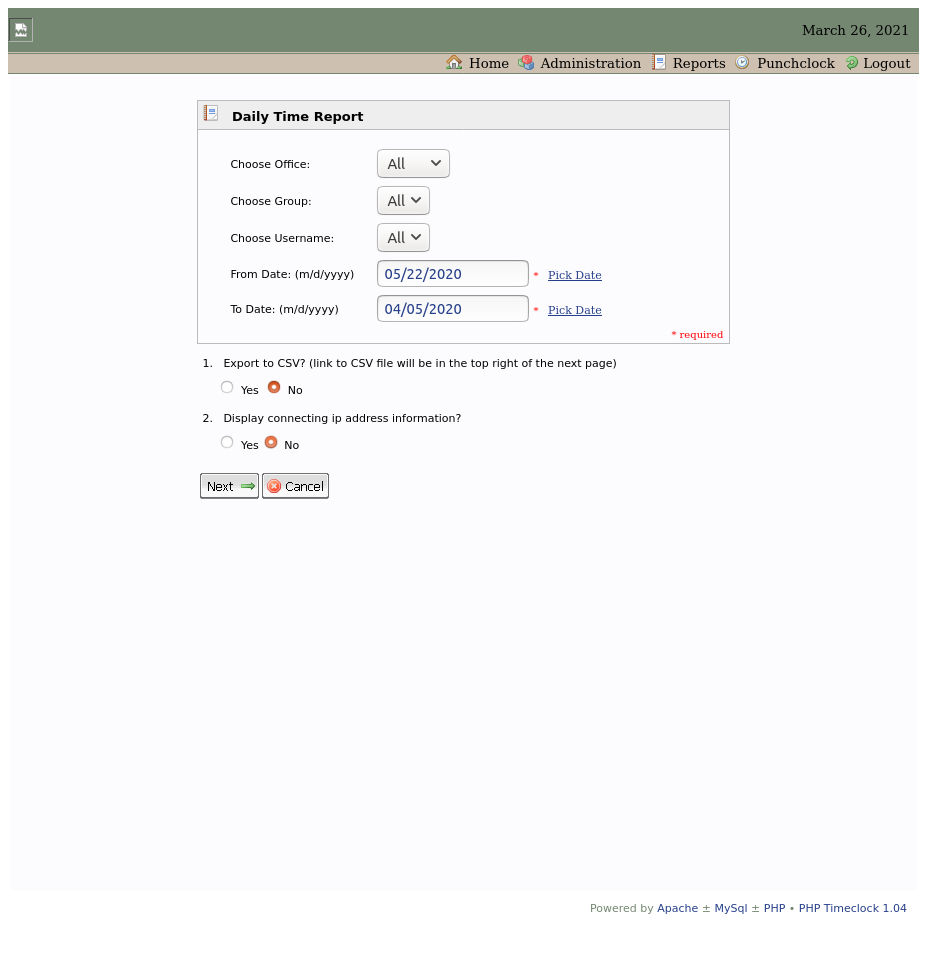 March 26, 2021
Home Administration Reports Punchclock Logout
Daily Time Report
Choose Office: All
Choose Group: All
Choose Username: All
From Date: (m/d/yyyy) 05/22/2020 * Pick Date
To Date: (m/d/yyyy) 04/05/2020 * Pick Date
* required
1. Export to CSV? (link to CSV file will be in the top right of the next page)
Yes No
2. Display connecting ip address information?
Yes No
Next Cancel
Powered by Apache ± MySql ± PHP • PHP Timeclock 1.04